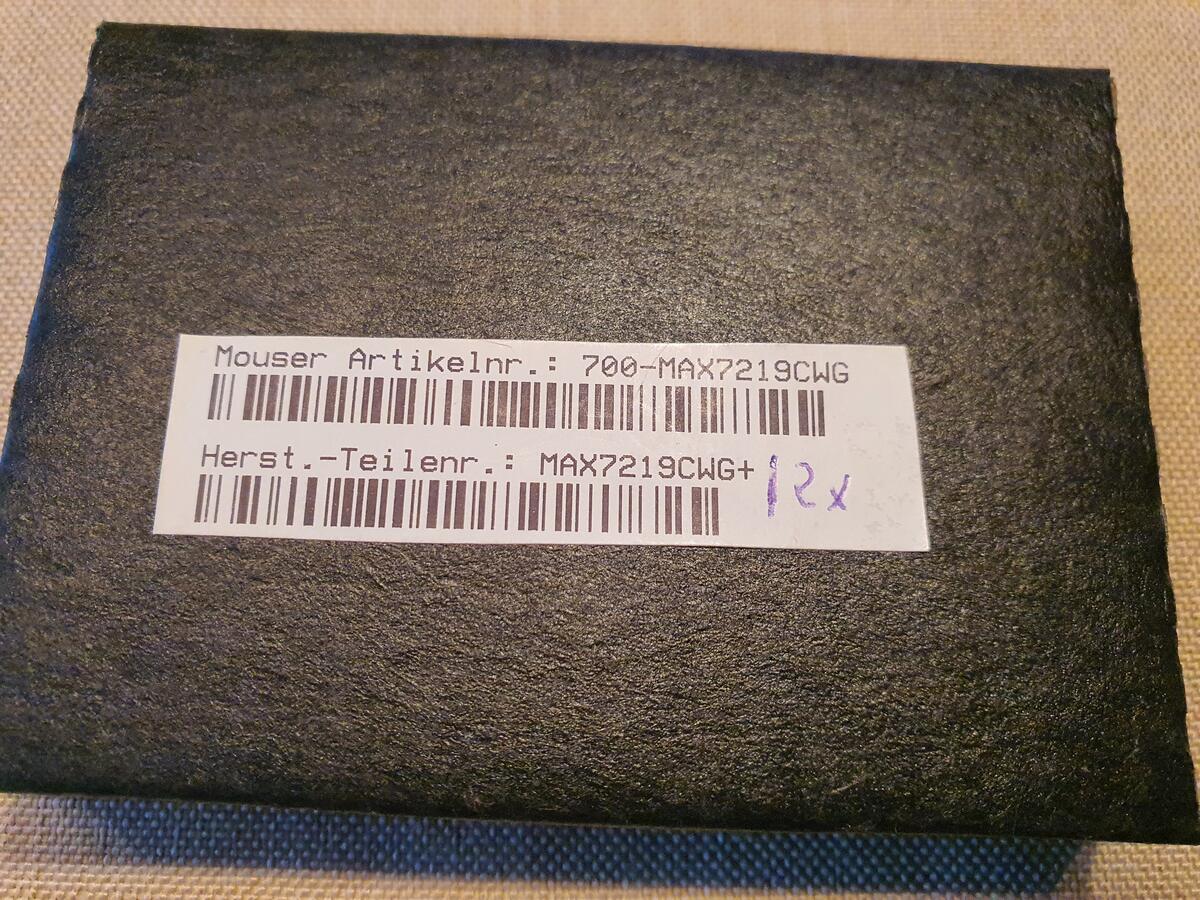 Mouser Artikelnr.: 700-MAX7219CWG
Herst.-Teilenr.: MAX7219CWG+
12x